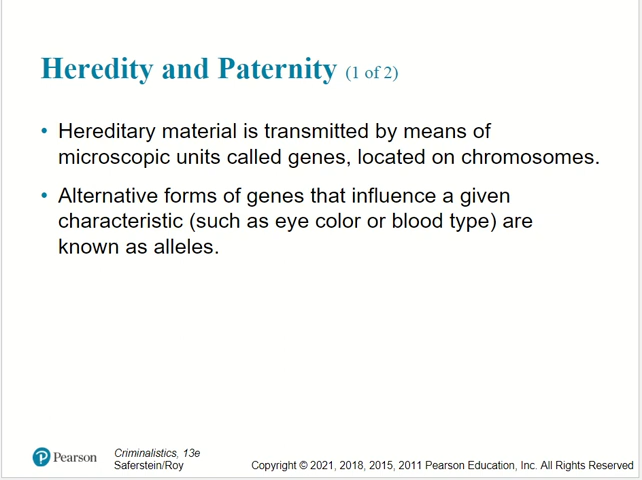 Heredity and Paternity (1 of 2)
• Hereditary material is transmitted by means of
microscopic units called genes, located on chromosomes.
• Alternative forms of genes that influence a given
characteristic (such as eye color or blood type) are
known as alleles.
P Pearson
Criminalistics, 13e
Saferstein/Roy
Copyright © 2021, 2018, 2015, 2011 Pearson Education, Inc. All Rights Reserved